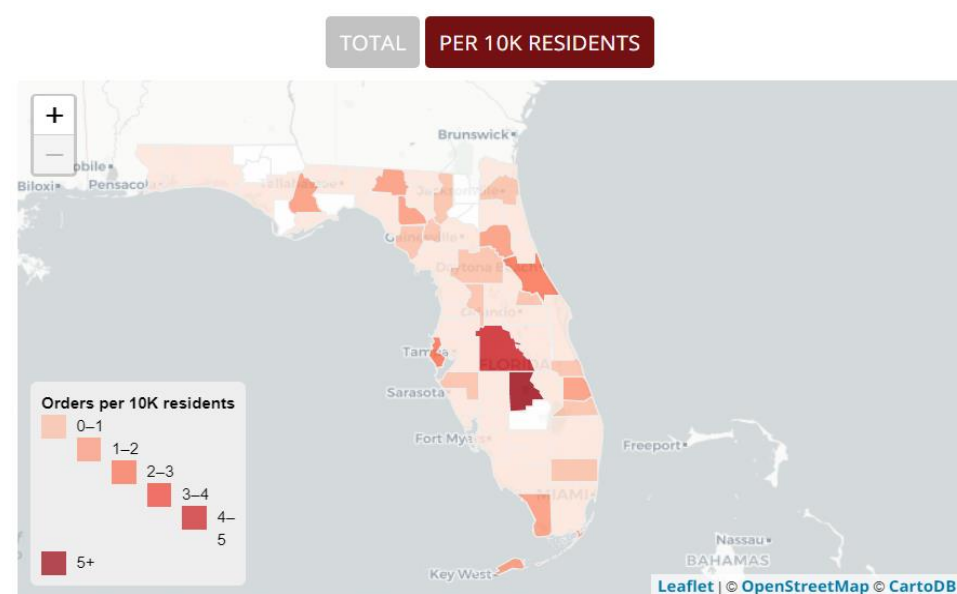 TOTAL
PER 10K RESIDENTS
+
−
Brunswick
obile
Biloxi
Pensacola
Tallahassee
Jacksonville
Gainesville
Daytona Beach
Orlando
Tampa
FLORIDA
Sarasota
Fort Myers
Freeport
MIAMI
Nassau
BAHAMAS
Key West
Orders per 10K residents
0–1
1–2
2–3
3–4
4–
5
5+
Leaflet | © OpenStreetMap © CartoDB